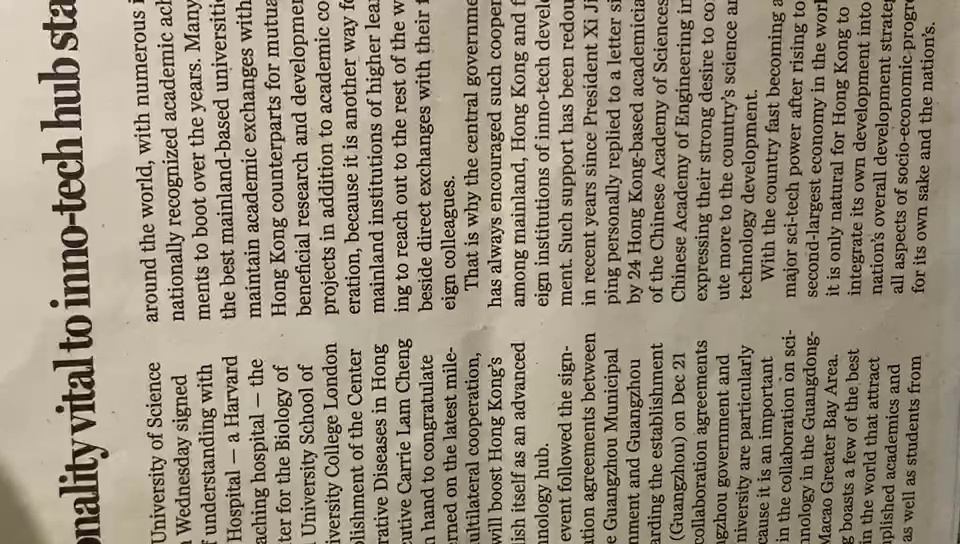 nality vital to inno-tech hub sta
University of Science
Wednesday signed
understanding with
Hospital – a Harvard
aching hospital – the
ter for the Biology of
University School of
iversity College London
blishment of the Center
rative Diseases in Hong
cutive Carrie Lam Cheng
n hand to congratulate
rned on the latest mile-
ultilateral cooperation,
will boost Hong Kong's
lish itself as an advanced
nnology hub.
event followed the sign-
tion agreements between
e Guangzhou Municipal
nment and Guangzhou
arding the establishment
(Guangzhou) on Dec 21
collaboration agreements
ngzhou government and
niversity are particularly
cause it is an important
in the collaboration on sci-
nology in the Guangdong-
Macao Greater Bay Area.
g boasts a few of the best
in the world that attract
plished academics and
as well as students from
around the world, with numerous i
nationally recognized academic ach
ments to boot over the years. Many
the best mainland-based universitie
maintain academic exchanges with
Hong Kong counterparts for mutua
beneficial research and developmen
projects in addition to academic co
eration, because it is another way fo
mainland institutions of higher lear
ing to reach out to the rest of the w
beside direct exchanges with their f
eign colleagues.
That is why the central governme
has always encouraged such cooper
among mainland, Hong Kong and f
eign institutions of inno-tech develo
ment. Such support has been redou
in recent years since President Xi Ji
ping personally replied to a letter si
by 24 Hong Kong-based academicia
of the Chinese Academy of Sciences
Chinese Academy of Engineering in
expressing their strong desire to con
ute more to the country's science an
technology development.
With the country fast becoming a
major sci-tech power after rising to
second-largest economy in the worl
it is only natural for Hong Kong to
integrate its own development into
nation's overall development strateg
all aspects of socio-economic-progre
for its own sake and the nation's.